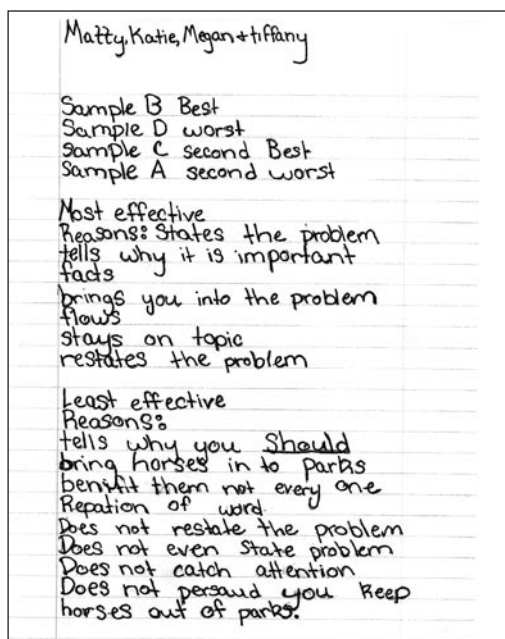 Matty, Katie, Megan + tiffany
Sample B Best
Sample D worst
Sample C second Best
Sample A second worst
Most effective
Reasons: States the problem
tells why it is important
facts
brings you into the problem
flows
stays on topic
restates the problem
Least effective
Reasons:
tells why you Should
bring horses in to parks
benifit them not every one
Repation of word
Does not restate the problem
Does not even state problem
Does not catch attention
Does not persaud you keep
horses out of parks.